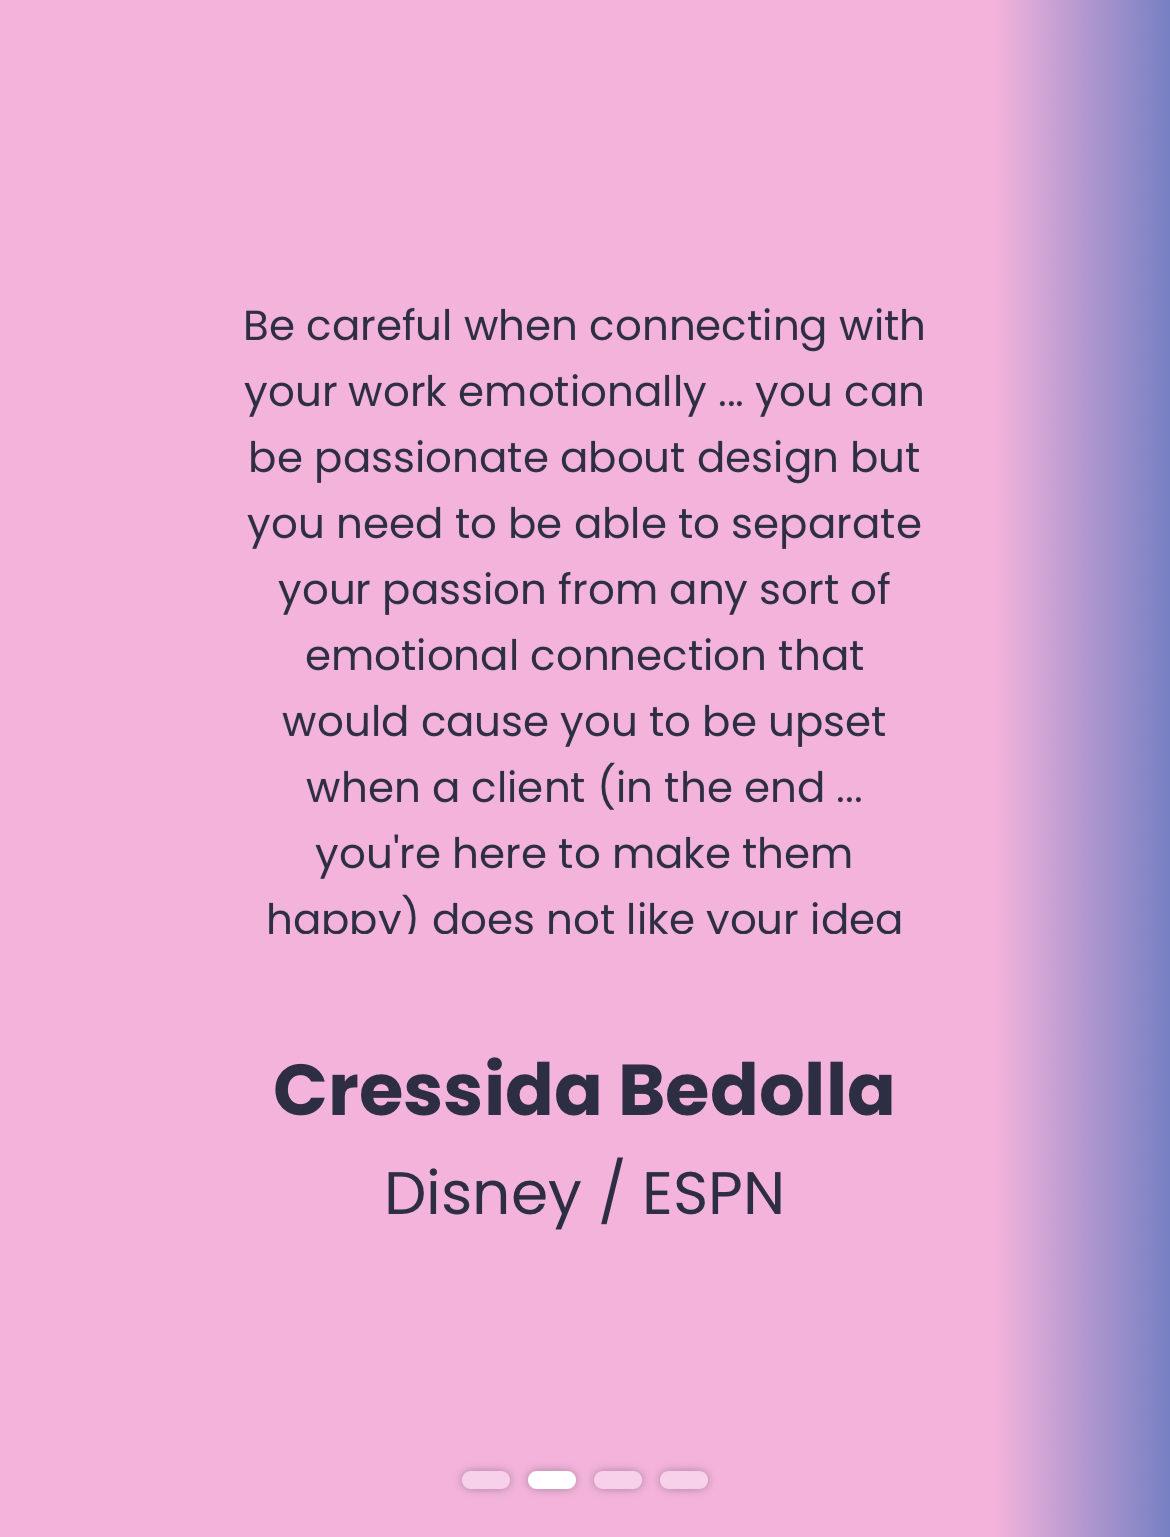 Be careful when connecting with
your work emotionally ... you can
be passionate about design but
you need to be able to separate
your passion from any sort of
emotional connection that
would cause you to be upset
when a client (in the end ...
you're here to make them
happy) does not like your idea
Cressida Bedolla
Disney / ESPN